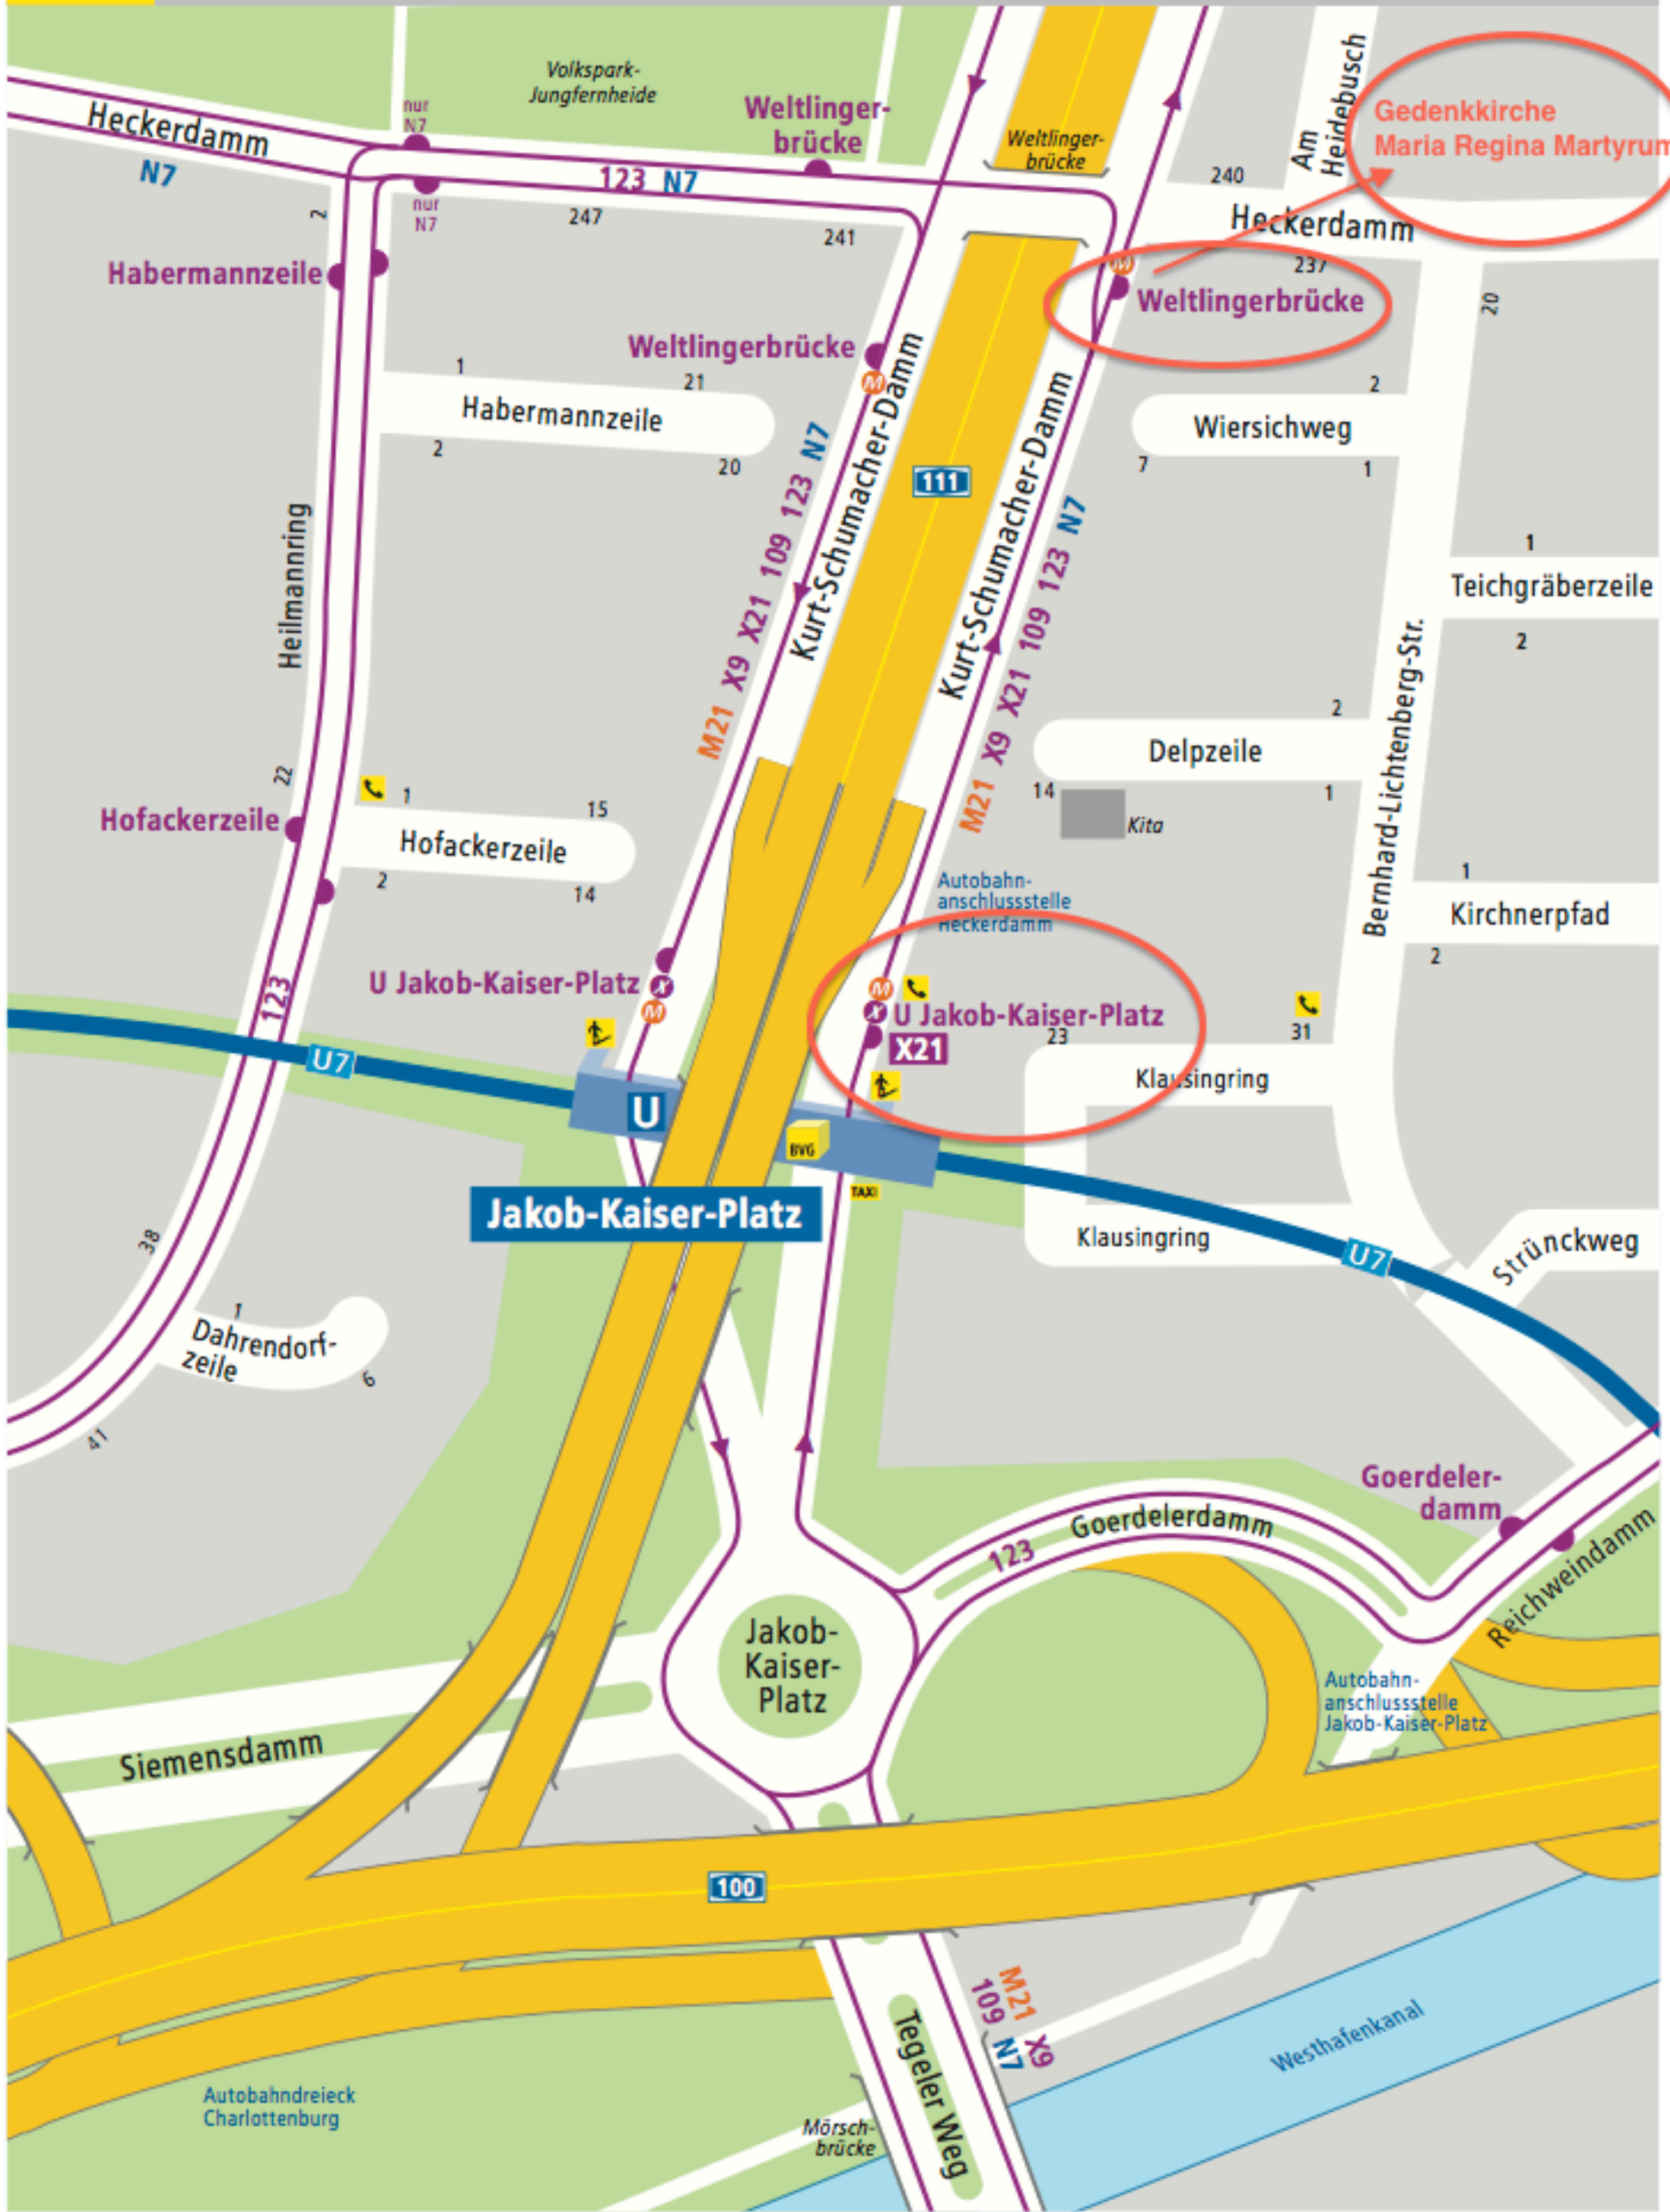 Volkspark-
Jungfernheide
Heckerdamm
N7
nur
N7
nur
N7
123 N7
Weltlinger-
brücke
Weltlinger-
brücke
Am
Heidebusch
Gedenkkirche
Maria Regina Martyrum
240
Heckerdamm
237
247
241
2
20
Habermannzeile
M
Weltlingerbrücke
Weltlingerbrücke
M
1
21
Habermannzeile
2
20
2
Wiersichweg
7
1
111
M21 X9 X21 109 123 N7
Kurt-Schumacher-Damm
Kurt-Schumacher-Damm
M21 X9 X21 109 123 N7
Heilmannring
1
Teichgräberzeile
2
Bernhard-Lichtenberg-Str.
2
Delpzeile
14
1
Kita
22
Hofackerzeile
1
15
Hofackerzeile
2
14
Autobahn-
anschlussstelle
Heckerdamm
1
Kirchnerpfad
2
U Jakob-Kaiser-Platz
X
M
M
X
U Jakob-Kaiser-Platz
X21
23
31
Klausingring
123
U7
U
BVG
TAXI
Jakob-Kaiser-Platz
Klausingring
U7
Strünckweg
38
1
Dahrendorf-
zeile
6
41
Goerdeler-
damm
Goerdelerdamm
123
Reichweindamm
Jakob-
Kaiser-
Platz
Autobahn-
anschlussstelle
Jakob-Kaiser-Platz
Siemensdamm
100
M21
109 X9
N7
Tegeler Weg
Westhafenkanal
Autobahndreieck
Charlottenburg
Mörsch-
brücke